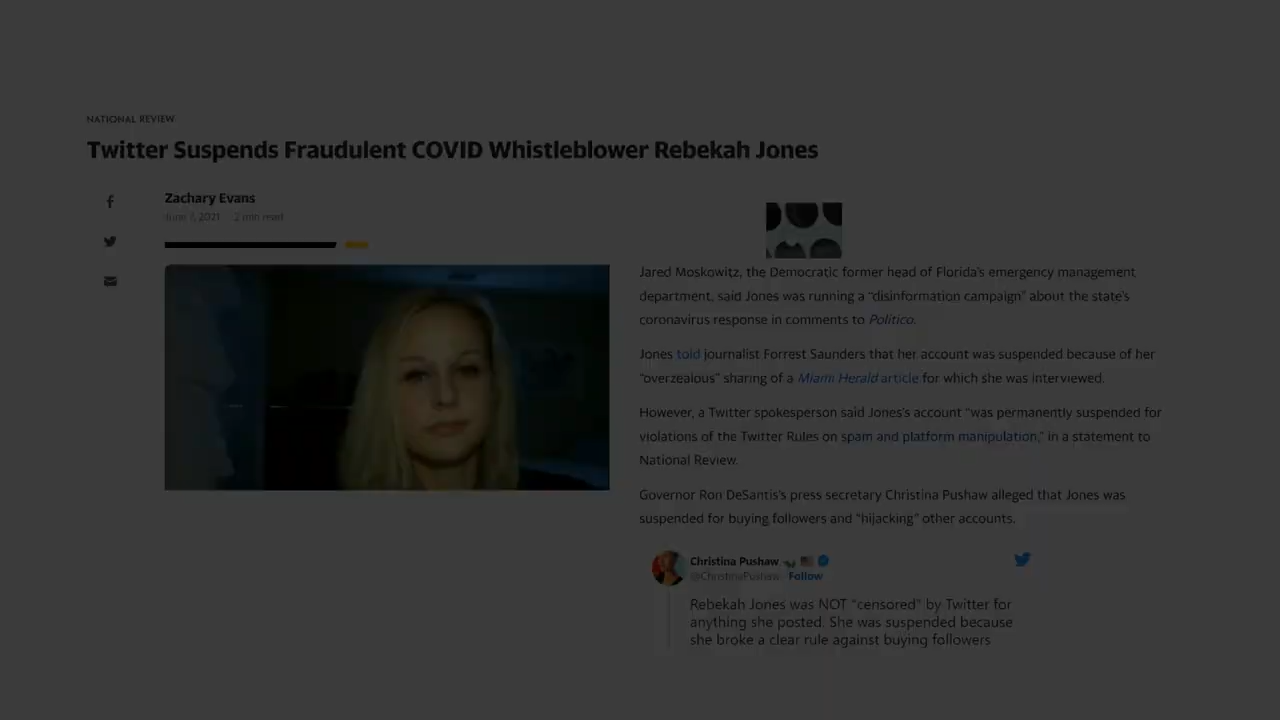 NATIONAL REVIEW
Twitter Suspends Fraudulent COVID Whistleblower Rebekah Jones
Zachary Evans
June 7, 2021 2 min read
Jared Moskowitz, the Democratic former head of Florida's emergency management
department, said Jones was running a “disinformation campaign” about the state's
coronavirus response in comments to Politico.
Jones told journalist Forrest Saunders that her account was suspended because of her
“overzealous” sharing of a Miami Herald article for which she was interviewed.
However, a Twitter spokesperson said Jones's account “was permanently suspended for
violations of the Twitter Rules on spam and platform manipulation,” in a statement to
National Review.
Governor Ron DeSantis's press secretary Christina Pushaw alleged that Jones was
suspended for buying followers and “hijacking” other accounts.
Christina Pushaw
@ChristinaPushaw · Follow
Rebekah Jones was NOT “censored” by Twitter for
anything she posted. She was suspended because
she broke a clear rule against buying followers